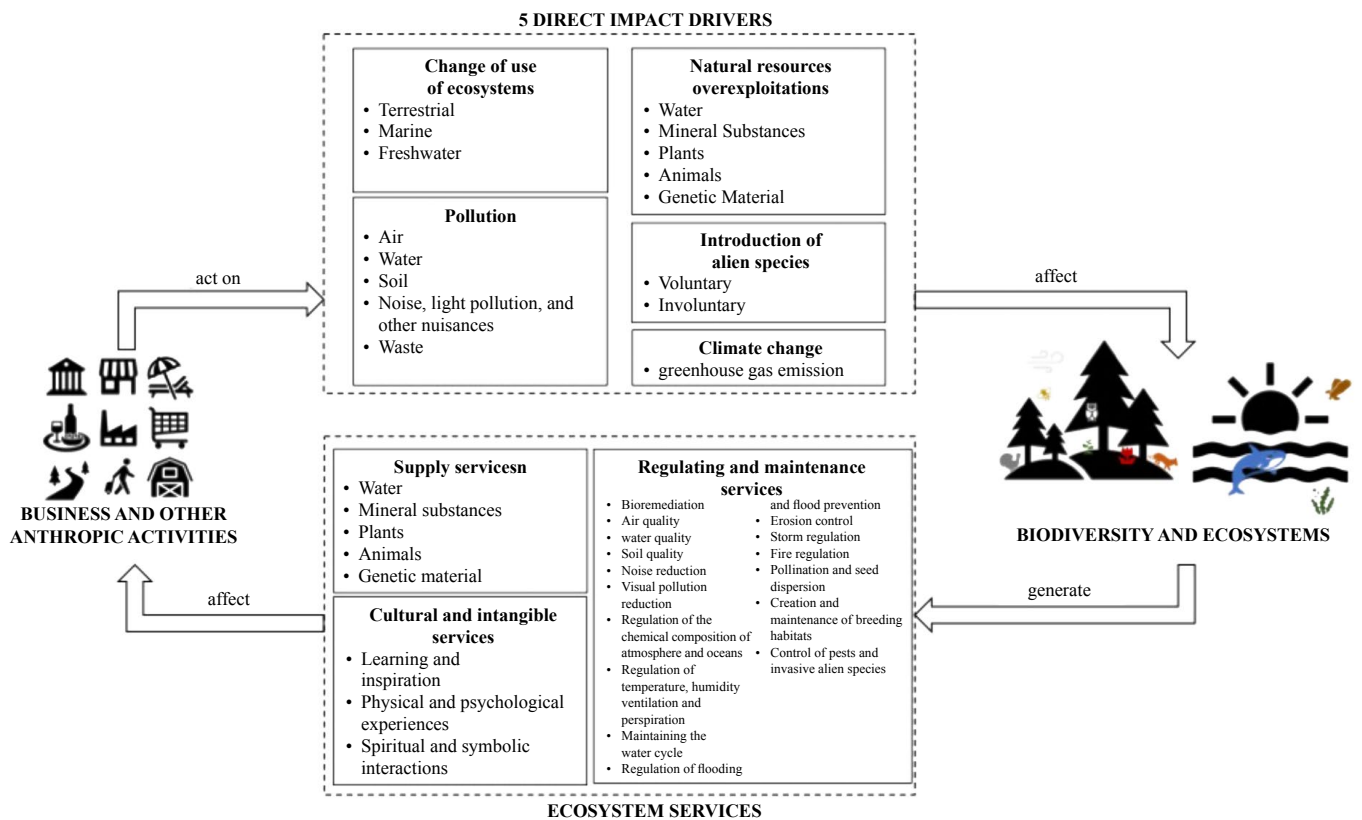 5 DIRECT IMPACT DRIVERS
Change of use
of ecosystems
• Terrestrial
• Marine
• Freshwater
Natural resources
overexploitations
• Water
• Mineral Substances
• Plants
• Animals
• Genetic Material
Pollution
• Air
• Water
• Soil
• Noise, light pollution, and
other nuisances
• Waste
Introduction of
alien species
• Voluntary
• Involuntary
Climate change
• greenhouse gas emission
act on
affect
BUSINESS AND OTHER
ANTHROPIC ACTIVITIES
BIODIVERSITY AND ECOSYSTEMS
affect
generate
Supply servicesn
• Water
• Mineral substances
• Plants
• Animals
• Genetic material
Cultural and intangible
services
• Learning and
inspiration
• Physical and psychological
experiences
• Spiritual and symbolic
interactions
Regulating and maintenance
services
• Bioremediation
• Air quality
• water quality
• Soil quality
• Noise reduction
• Visual pollution
reduction
• Regulation of the
chemical composition of
atmosphere and oceans
• Regulation of
temperature, humidity
ventilation and
perspiration
• Maintaining the
water cycle
• Regulation of flooding
and flood prevention
• Erosion control
• Storm regulation
• Fire regulation
• Pollination and seed
dispersion
• Creation and
maintenance of breeding
habitats
• Control of pests and
invasive alien species
ECOSYSTEM SERVICES